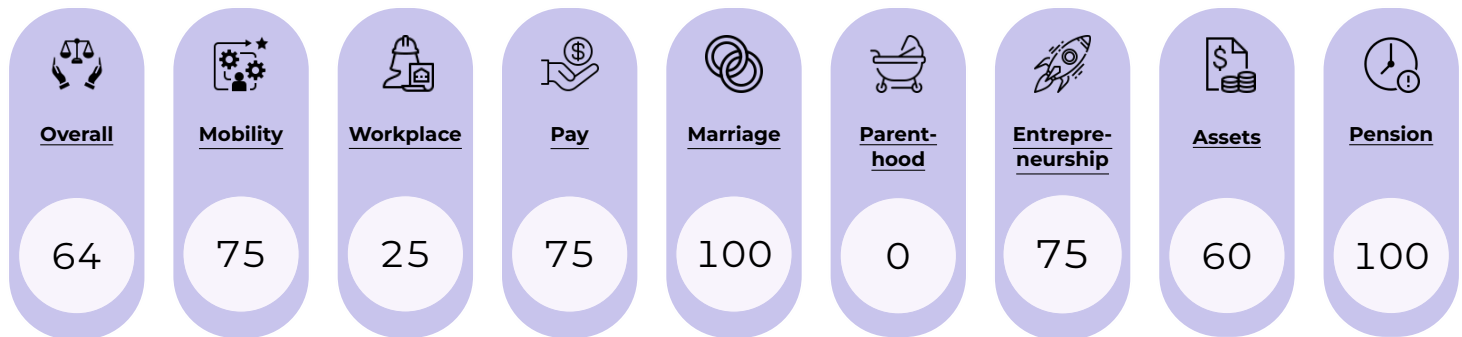 Overall
64
Mobility
75
Workplace
25
$
Pay
75
Marriage
100
Parent-
hood
0
Entrepre-
neurship
75
$
Assets
60
!
Pension
100